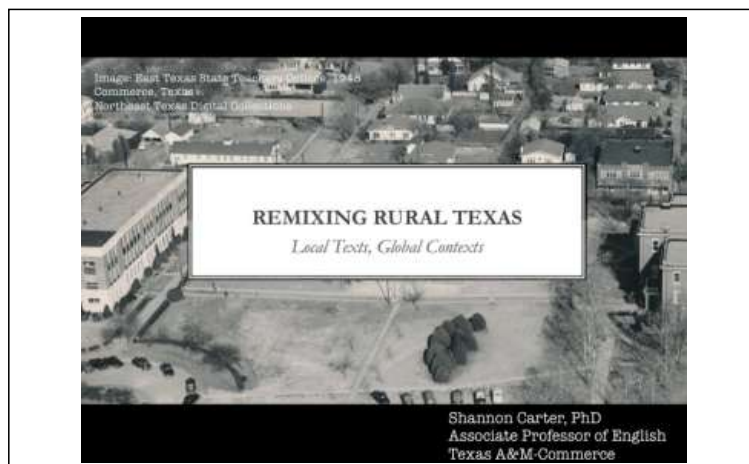 Image: East Texas State Teachers College, 1948
Commerce, Texas
Northeast Texas Digital Collections
REMIXING RURAL TEXAS
Local Texts, Global Contexts
Shannon Carter, PhD
Associate Professor of English
Texas A&M-Commerce